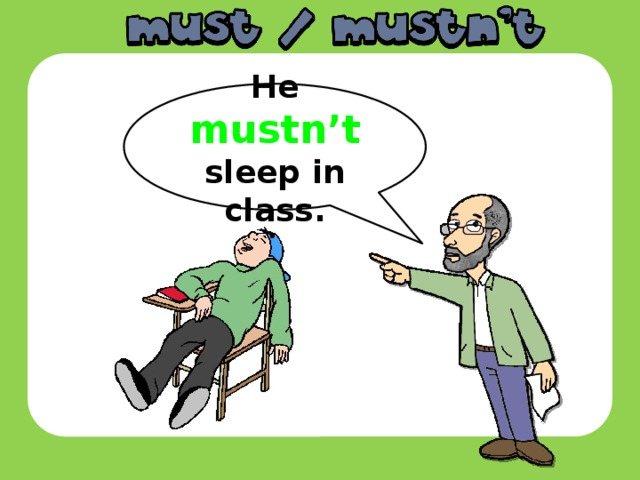 must / mustn't
He
mustn’t
sleep in
class.